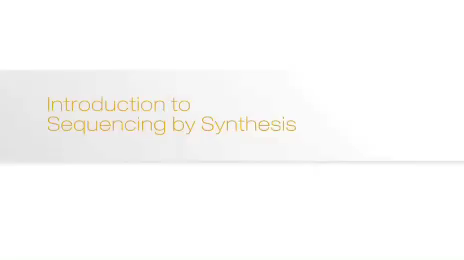 Introduction to
Sequencing by Synthesis